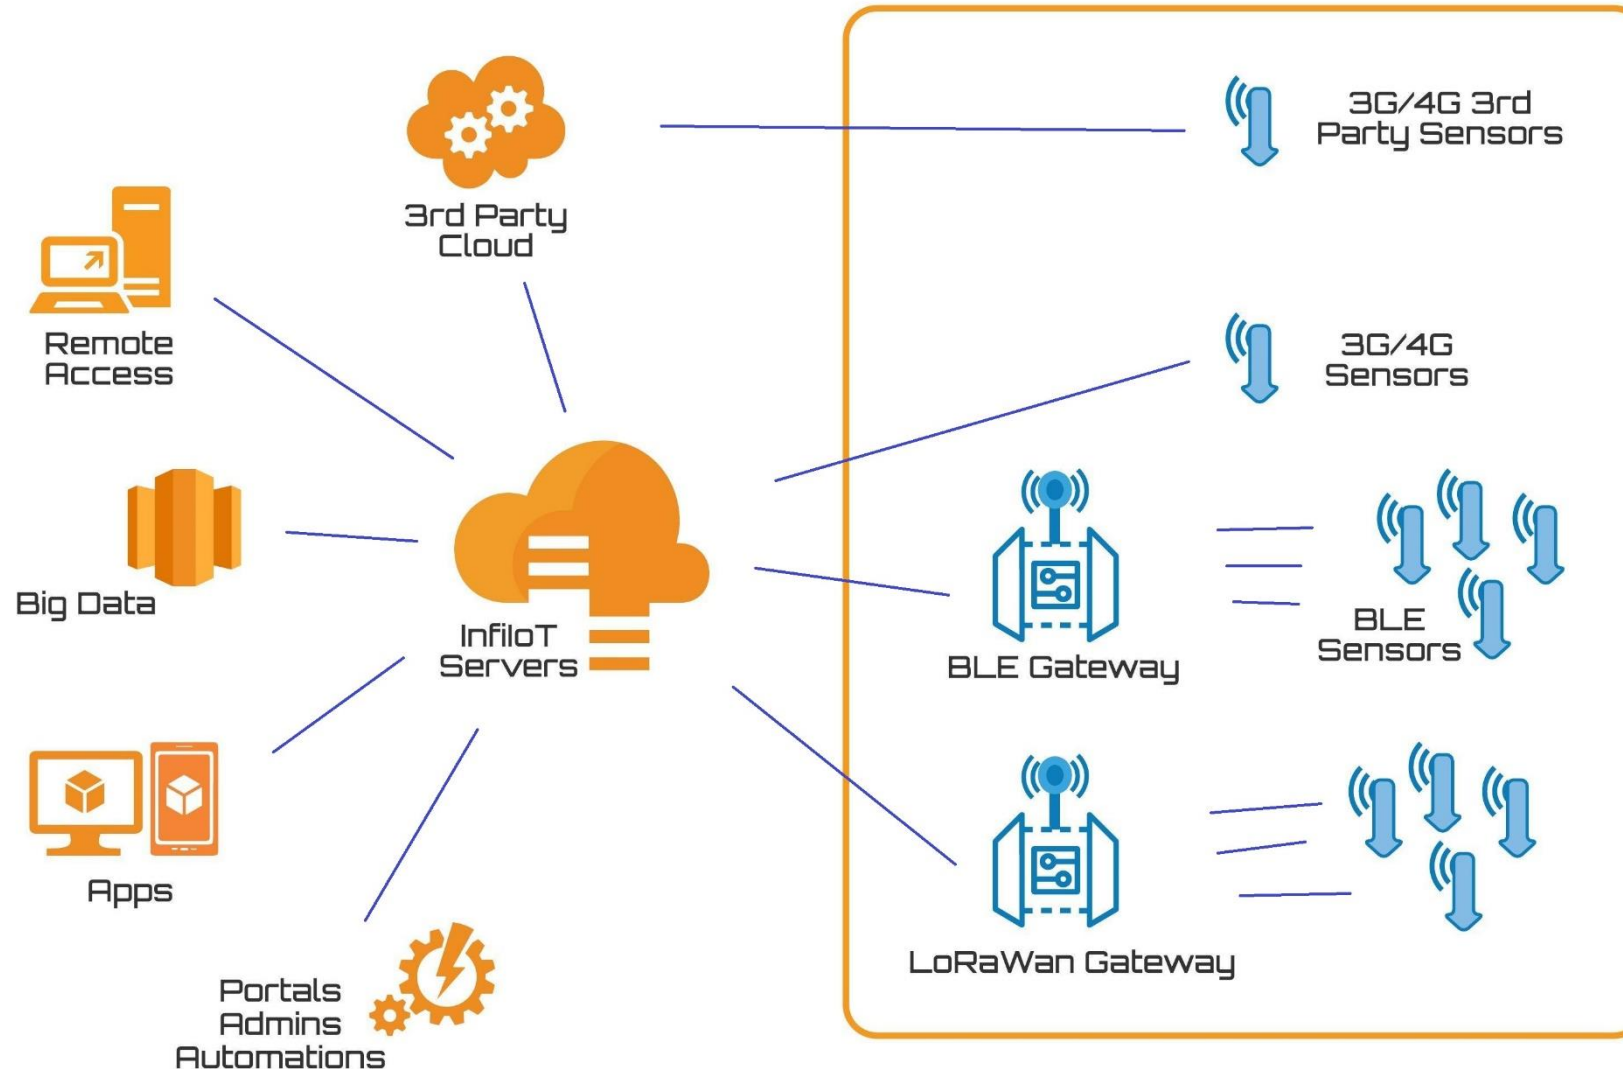 3rd Party
Cloud
3G/4G 3rd
Party Sensors
Remote
Access
3G/4G
Sensors
Big Data
InfiIoT
Servers
BLE Gateway
BLE
Sensors
Apps
LoRaWan Gateway
Portals
Admins
Automations